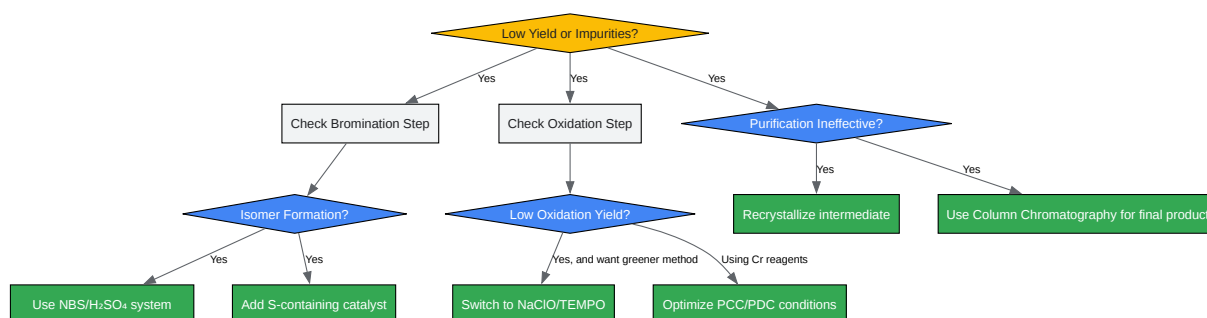 Low Yield or Impurities?
Yes
Yes
Yes
Check Bromination Step
Check Oxidation Step
Purification Ineffective?
Yes
Yes
Isomer Formation?
Low Oxidation Yield?
Recrystallize intermediate
Use Column Chromatography for final product
Yes
Yes
Yes, and want greener method
Using Cr reagents
Use NBS/H₂SO₄ system
Add S-containing catalyst
Switch to NaClO/TEMPO
Optimize PCC/PDC conditions